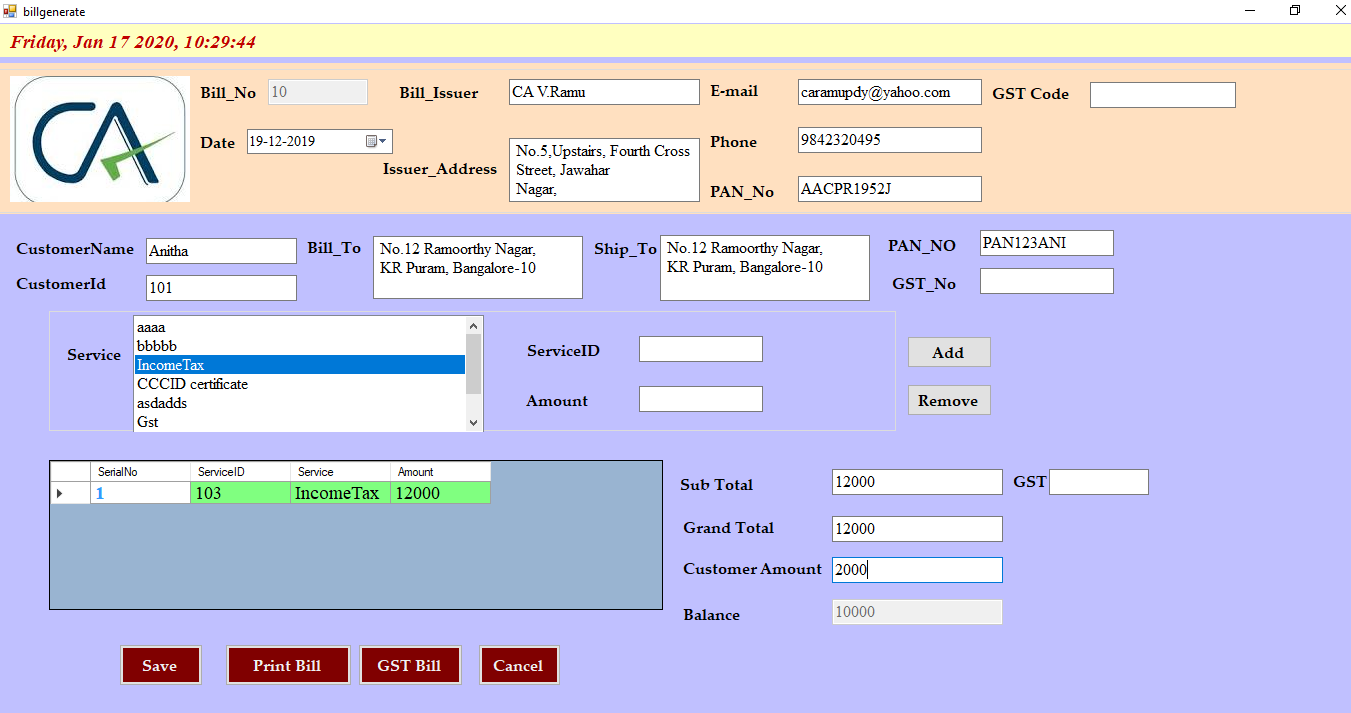 billgenerate
Friday, Jan 17 2020, 10:29:44
CA
Bill_No 10
Bill_Issuer CA V.Ramu
E-mail caramupdy@yahoo.com
GST Code
Date 19-12-2019
Issuer_Address No.5,Upstairs, Fourth Cross
Street, Jawahar
Nagar,
Phone 9842320495
PAN_No AACPR1952J
CustomerName Anitha
Bill_To No.12 Ramoorthy Nagar,
KR Puram, Bangalore-10
Ship_To No.12 Ramoorthy Nagar,
KR Puram, Bangalore-10
PAN_NO PAN123ANI
CustomerId 101
GST_No
Service
aaaa
bbbbb
IncomeTax
CCCID certificate
asdadds
Gst
ServiceID
Amount
Add
Remove
SerialNo ServiceID Service Amount
1 103 IncomeTax 12000
Sub Total 12000 GST
Grand Total 12000
Customer Amount 2000
Balance 10000
Save Print Bill GST Bill Cancel